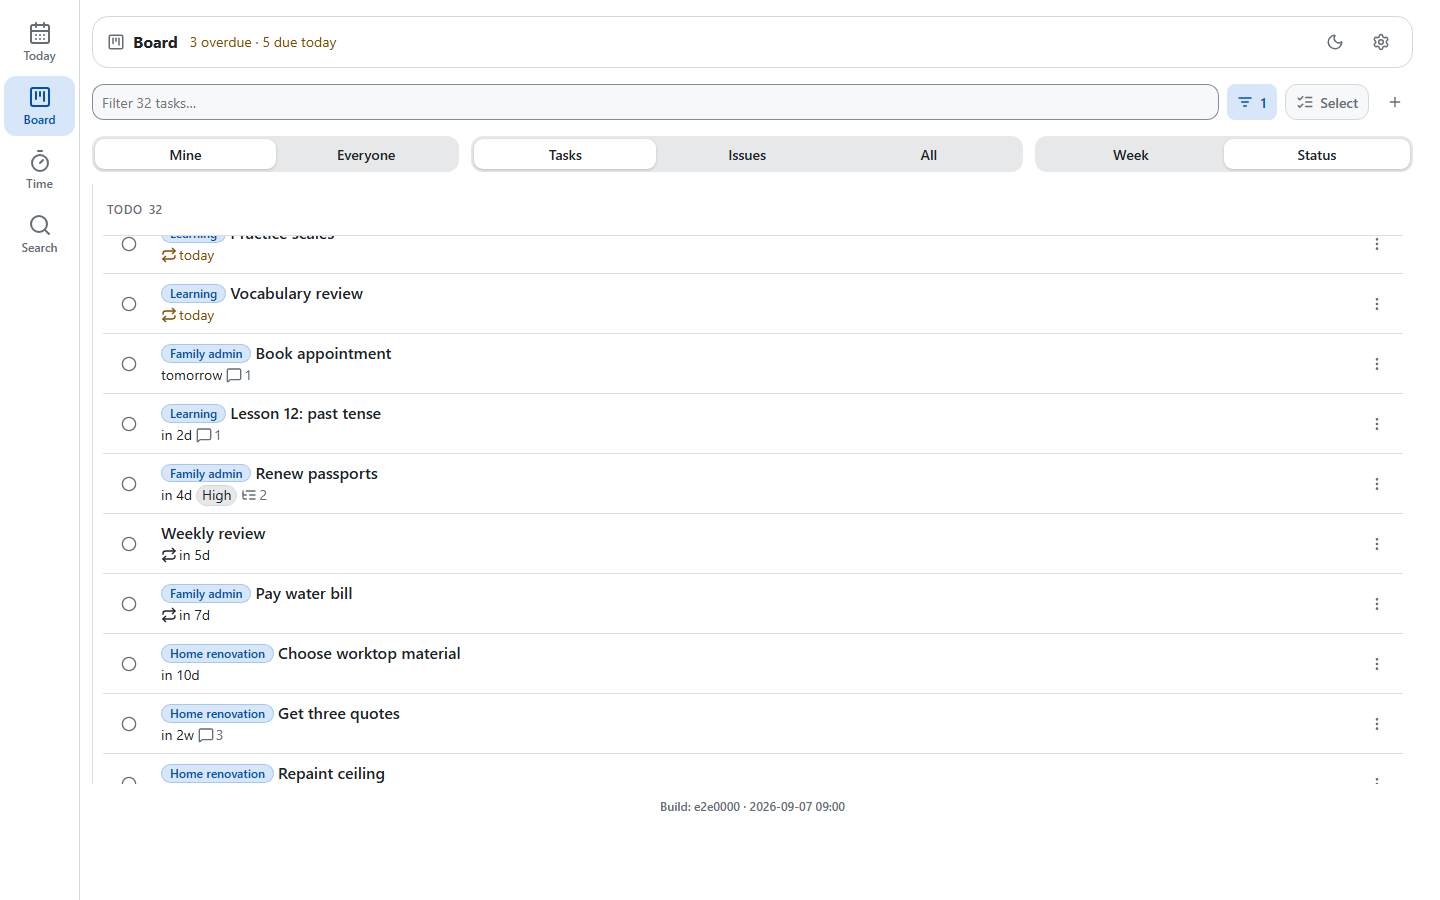 Today
Board
Time
Search
Board 3 overdue · 5 due today
Filter 32 tasks...
1
Select
Mine Everyone
Tasks Issues All
Week Status
TODO 32
Learning Practice scales
today
Learning Vocabulary review
today
Family admin Book appointment
tomorrow 1
Learning Lesson 12: past tense
in 2d 1
Family admin Renew passports
in 4d High 2
Weekly review
in 5d
Family admin Pay water bill
in 7d
Home renovation Choose worktop material
in 10d
Home renovation Get three quotes
in 2w 3
Home renovation Repaint ceiling
Build: e2e0000 · 2026-09-07 09:00